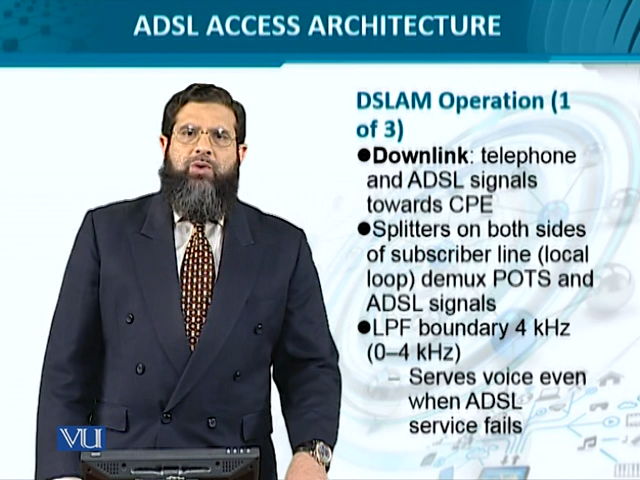 ADSL ACCESS ARCHITECTURE
DSLAM Operation (1
of 3)
●Downlink: telephone
and ADSL signals
towards CPE
●Splitters on both sides
of subscriber line (local
loop) demux POTS and
ADSL signals
●LPF boundary 4 kHz
(0–4 kHz)
– Serves voice even
when ADSL
service fails
VU